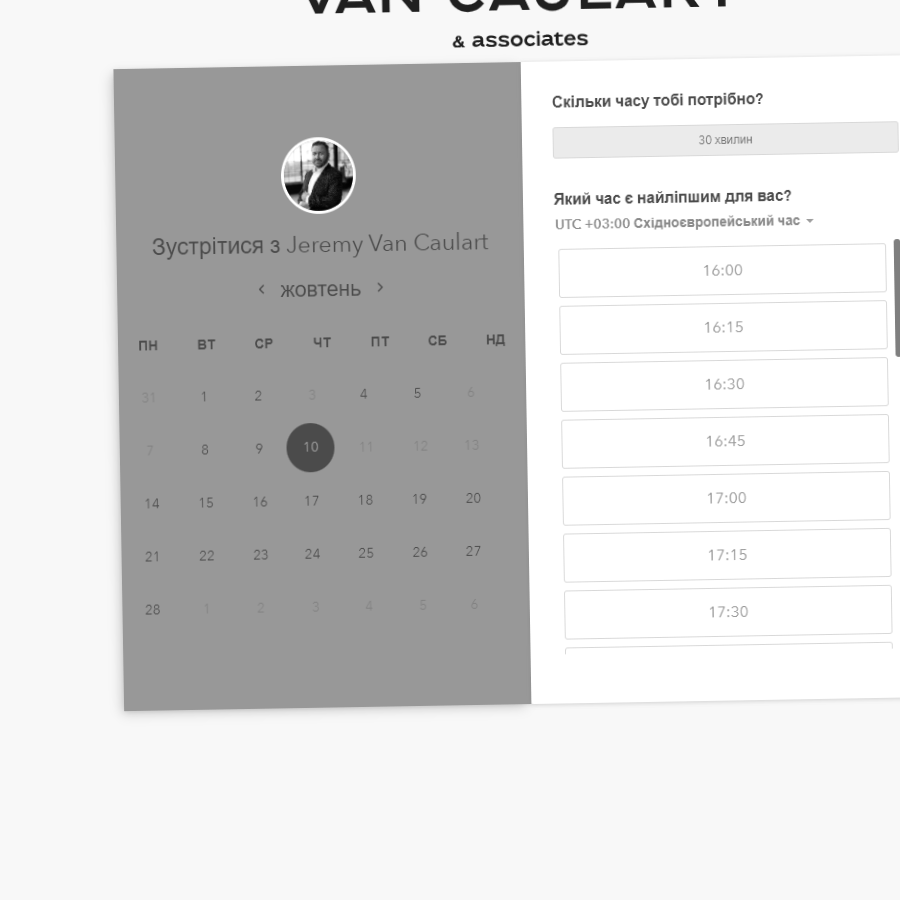 VAN CAULART
& associates
Зустрітися з Jeremy Van Caulart
жовтень
ПН ВТ СР ЧТ ПТ СБ НД
31 1 2 3 4 5 6
7 8 9 10 11 12 13
14 15 16 17 18 19 20
21 22 23 24 25 26 27
28 1 2 3 4 5 6
Скільки часу тобі потрібно?
30 хвилин
Який час є найліпшим для вас?
UTC +03:00 Східноєвропейський час
16:00
16:15
16:30
16:45
17:00
17:15
17:30